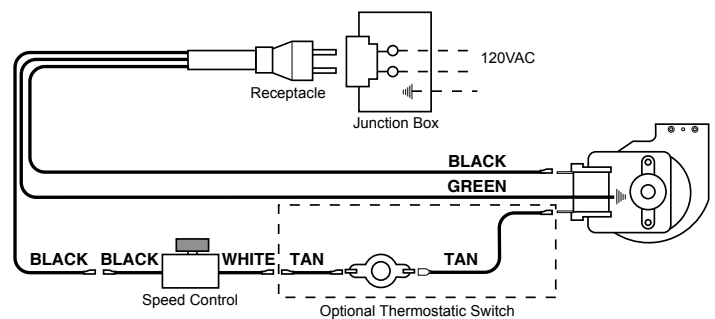 120VAC
Receptacle
Junction Box
BLACK
GREEN
BLACK BLACK WHITE TAN TAN
Speed Control
Optional Thermostatic Switch